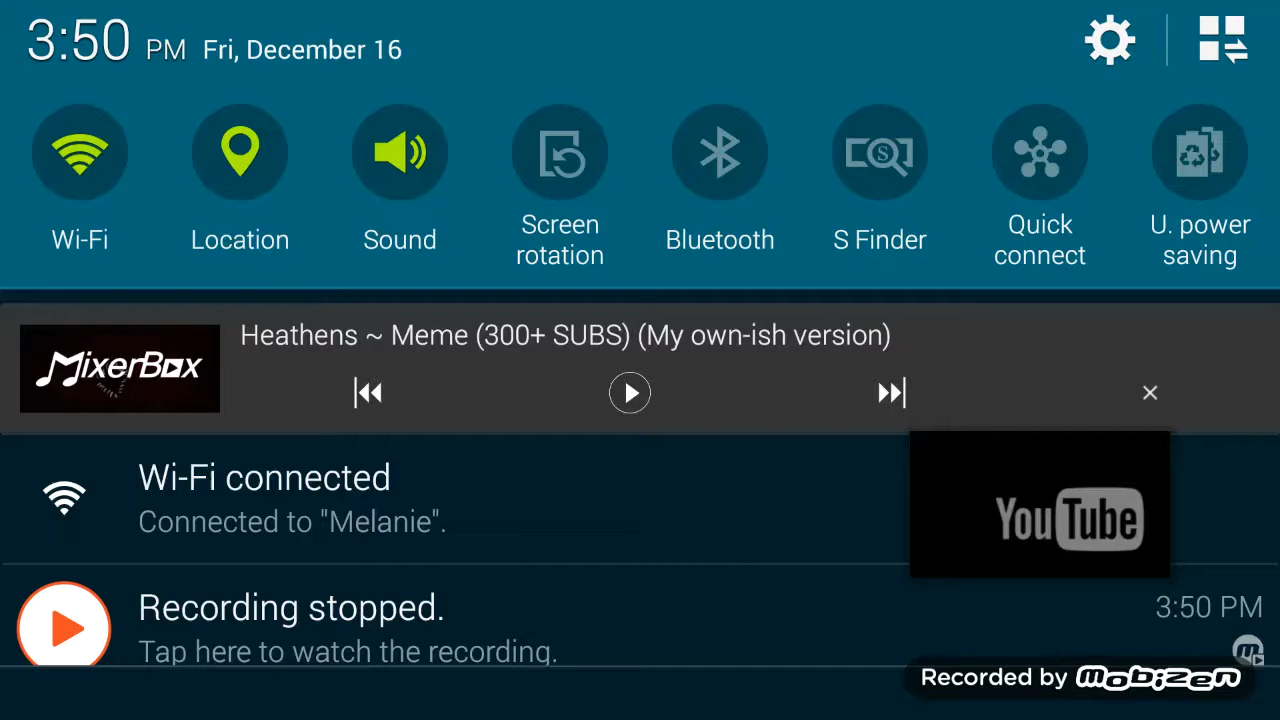 3:50 PM Fri, December 16
Wi-Fi
Location
Sound
Screen
rotation
Bluetooth
S Finder
Quick
connect
U. power
saving
MixerBox
Heathens ~ Meme (300+ SUBS) (My own-ish version)
Wi-Fi connected
Connected to "Melanie".
YouTube
Recording stopped.
3:50 PM
Tap here to watch the recording.
Recorded by mobizen